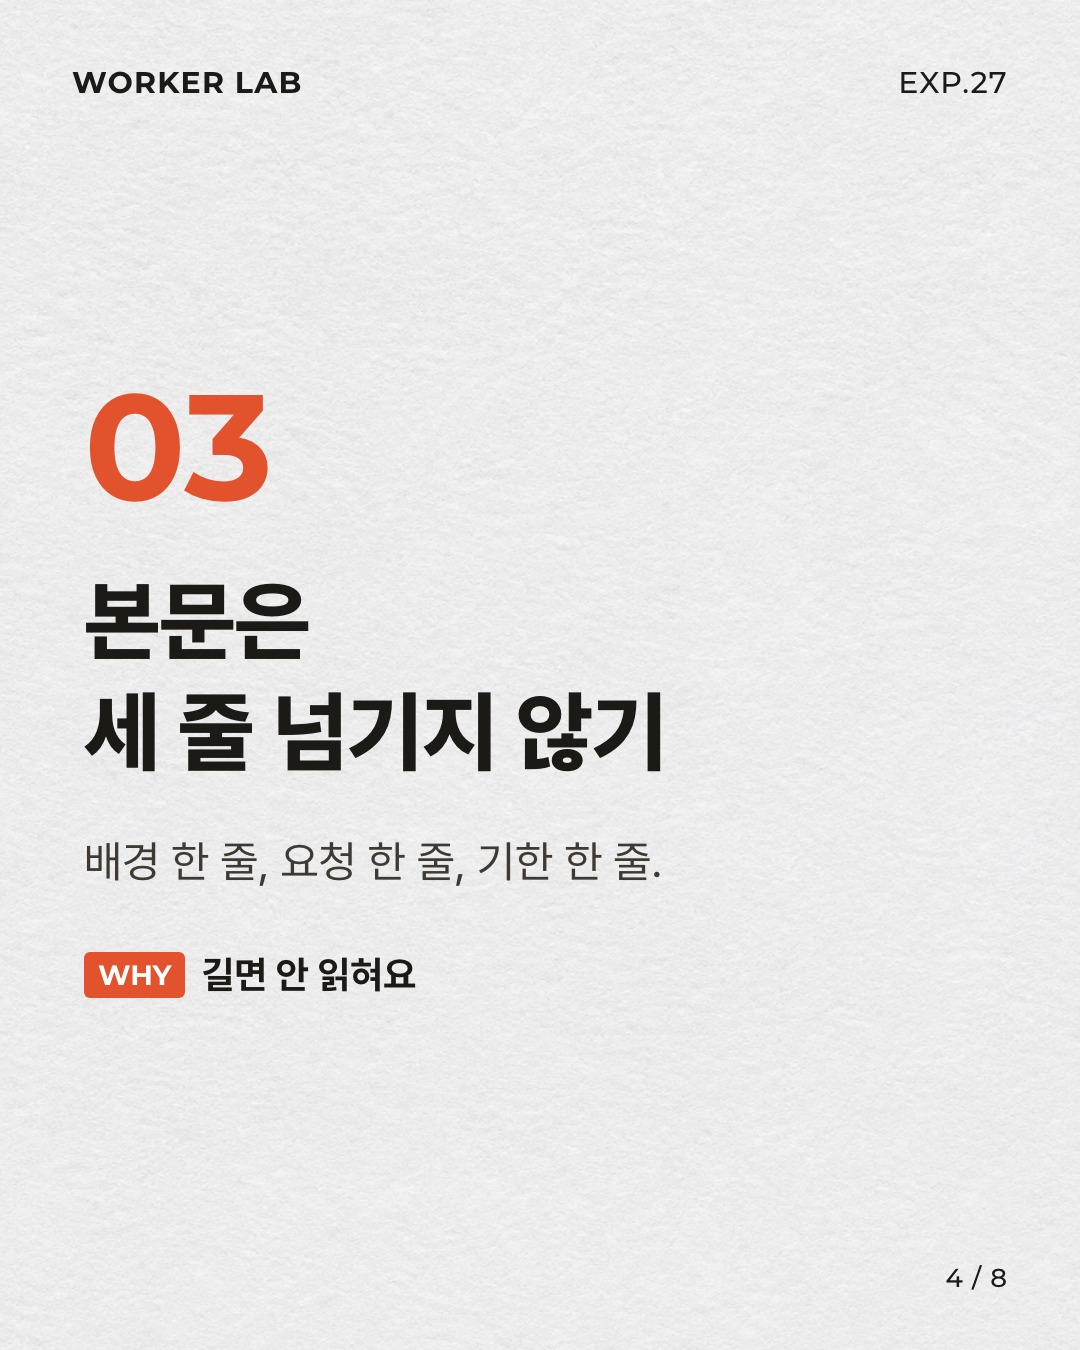 WORKER LAB
EXP.27
03
본문은
세 줄 넘기지 않기
배경 한 줄, 요청 한 줄, 기한 한 줄.
WHY 길면 안 읽혀요
4 / 8